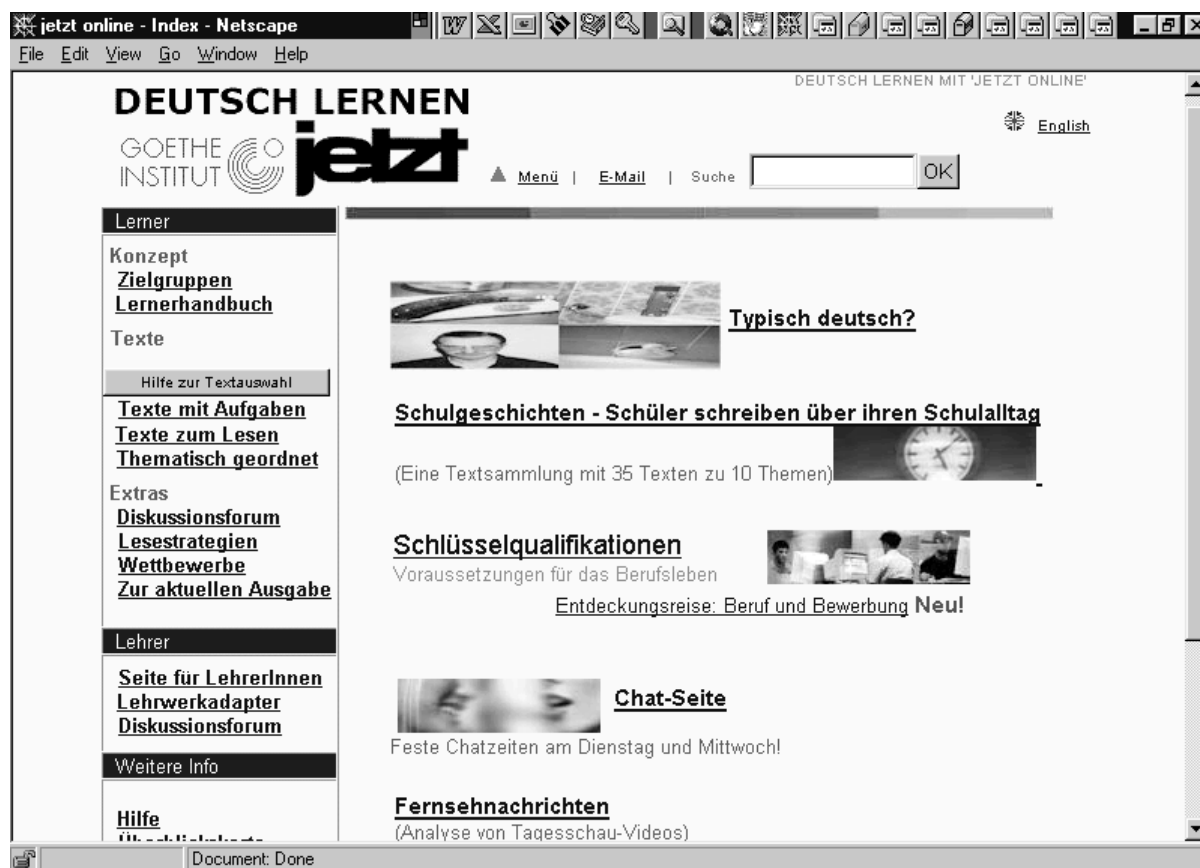 jetzt online - Index - Netscape
File Edit View Go Window Help
DEUTSCH LERNEN MIT 'JETZT ONLINE'
DEUTSCH LERNEN
GOETHE
INSTITUT
jetzt
English
Menü | E-Mail | Suche OK
Lerner
Konzept
Zielgruppen
Lernerhandbuch
Texte
Hilfe zur Textauswahl
Texte mit Aufgaben
Texte zum Lesen
Thematisch geordnet
Extras
Diskussionsforum
Lesestrategien
Wettbewerbe
Zur aktuellen Ausgabe
Lehrer
Seite für LehrerInnen
Lehrwerkadapter
Diskussionsforum
Weitere Info
Hilfe
Typisch deutsch?
Schulgeschichten - Schüler schreiben über ihren Schulalltag
(Eine Textsammlung mit 35 Texten zu 10 Themen)
Schlüsselqualifikationen
Voraussetzungen für das Berufsleben
Entdeckungsreise: Beruf und Bewerbung Neu!
Chat-Seite
Feste Chatzeiten am Dienstag und Mittwoch!
Fernsehnachrichten
(Analyse von Tagesschau-Videos)
Document: Done